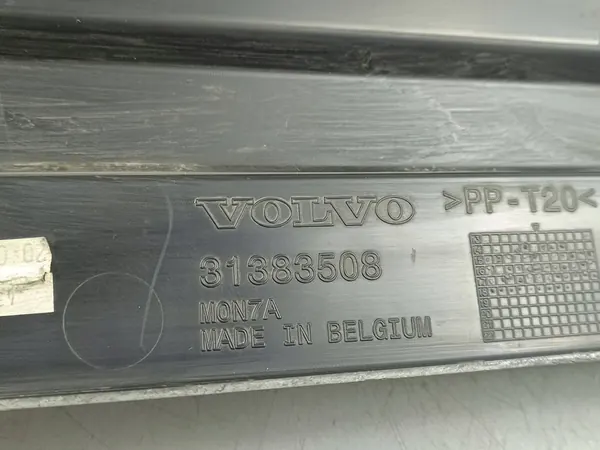 VOLVO
>PP-T20<
31383508
MON7A
MADE IN BELGIUM